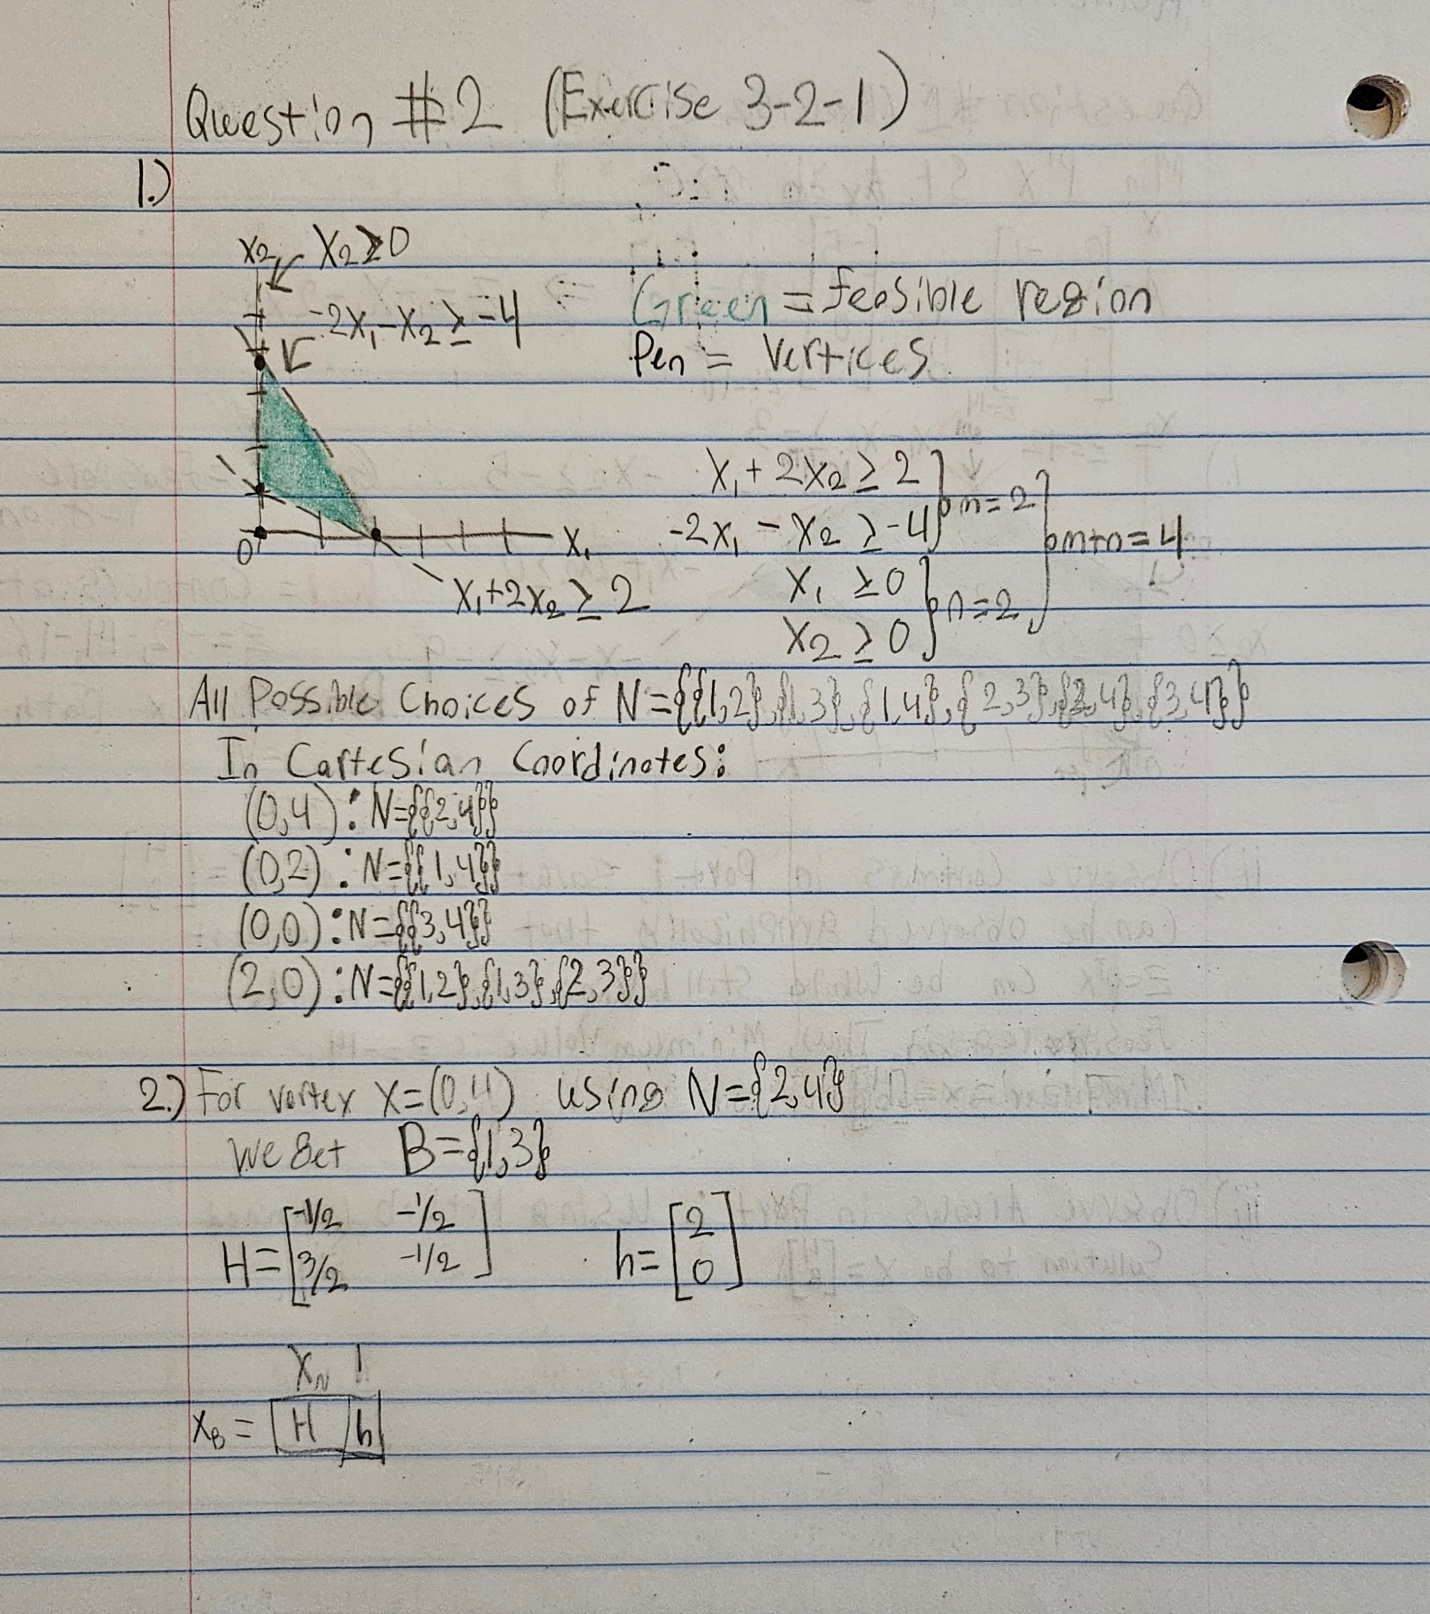 Question #2 (Exercise 3-2-1)
1.)
x₂ x₂≥0
-2x₁-x₂≥-4
Green = feasible region
Pen = Vertices
x₁+2x₂≥2
-2x₁-x₂≥-4 } m=2
x₁≥0
x₂≥0 } n=2
} m+n=4
0 x₁
x₁+2x₂≥2
All Possible Choices of N={{1,2},{1,3},{1,4},{2,3},{2,4},{3,4}}
In Cartesian Coordinates:
(0,4): N={{2,4}}
(0,2): N={{1,4}}
(0,0): N={{3,4}}
(2,0): N={{1,2},{1,3},{2,3}}
2.) For vertex x=(0,4) using N={2,4}
We Get B={1,3}
H=[-1/2 -1/2
3/2 -1/2] h=[2
0]
x_N 1
x_B = [H|h]